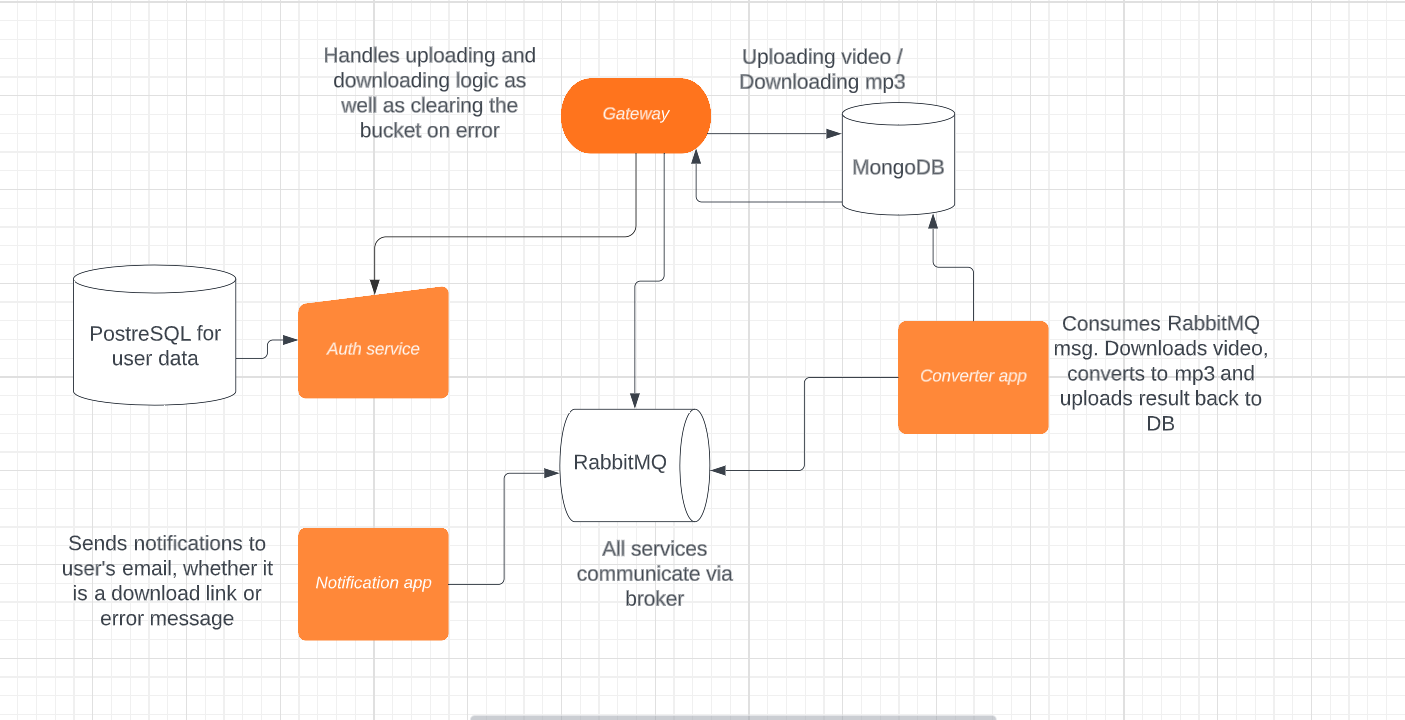 Handles uploading and
downloading logic as
well as clearing the
bucket on error
Gateway
Uploading video /
Downloading mp3
MongoDB
PostreSQL for
user data
Auth service
Converter app
Consumes RabbitMQ
msg. Downloads video,
converts to mp3 and
uploads result back to
DB
RabbitMQ
All services
communicate via
broker
Sends notifications to
user's email, whether it
is a download link or
error message
Notification app